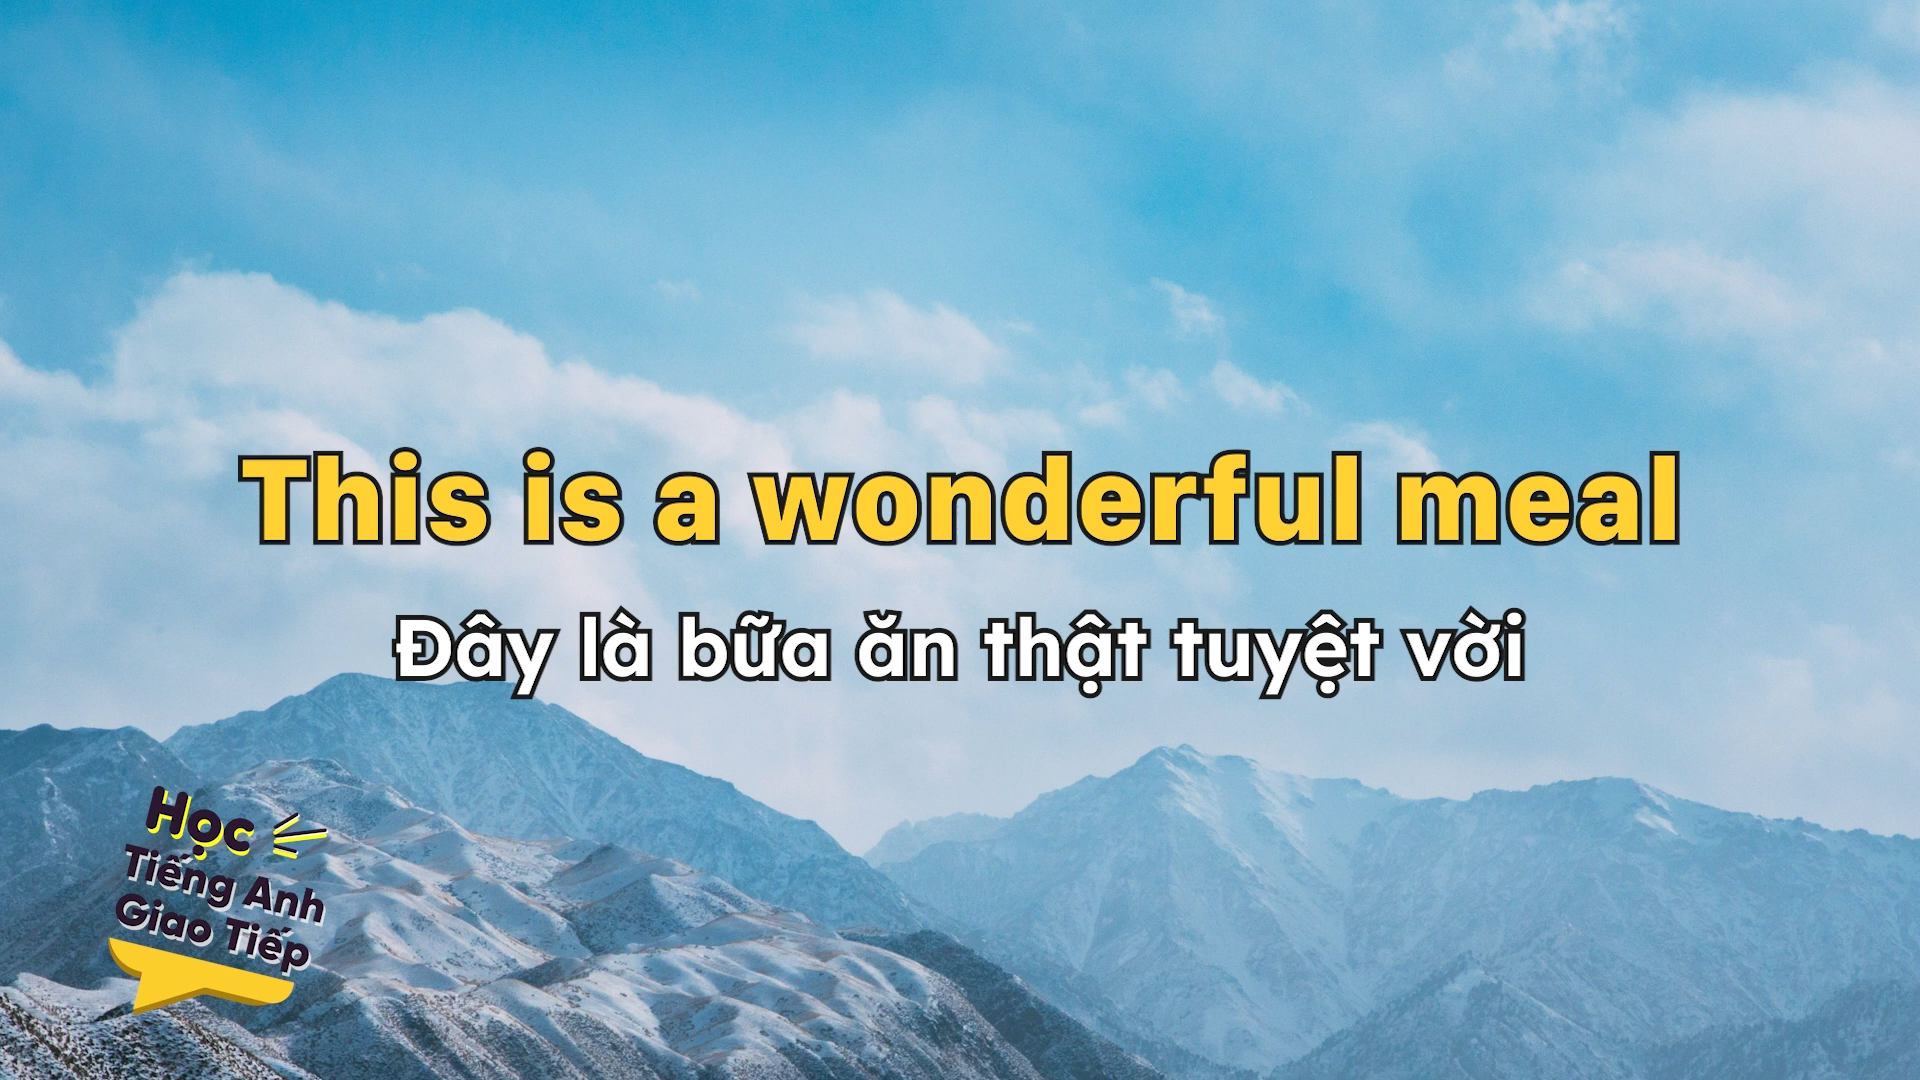 This is a wonderful meal
Đây là bữa ăn thật tuyệt vời
Học
Tiếng Anh
Giao Tiếp